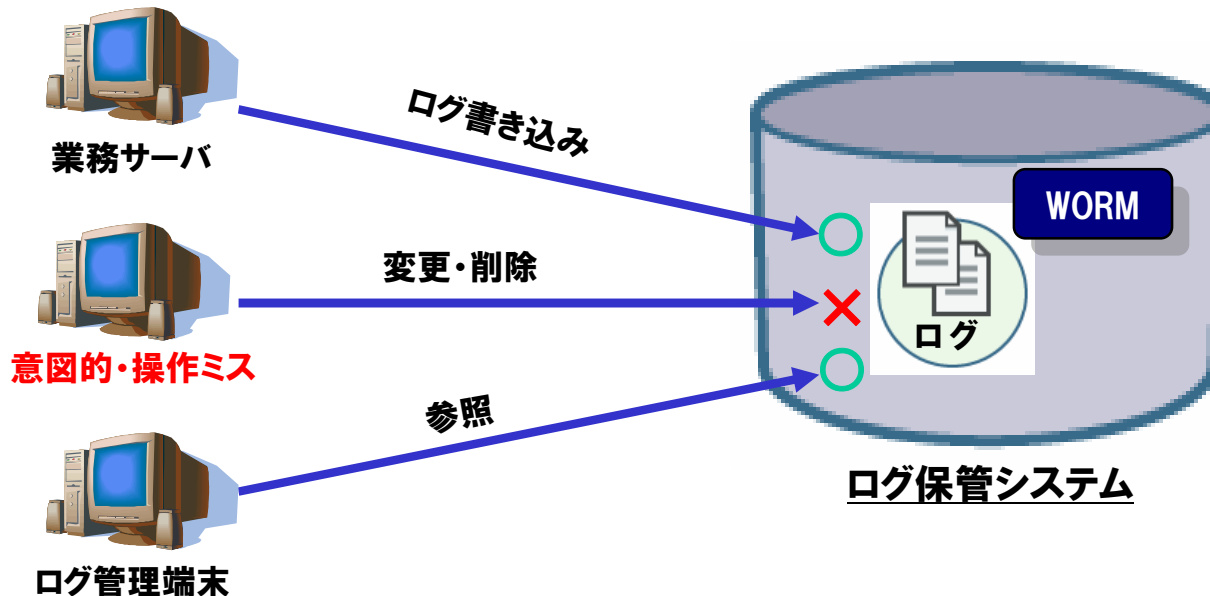 業務サーバ
ログ書き込み
WORM
変更・削除
意図的・操作ミス
ログ
参照
ログ保管システム
ログ管理端末